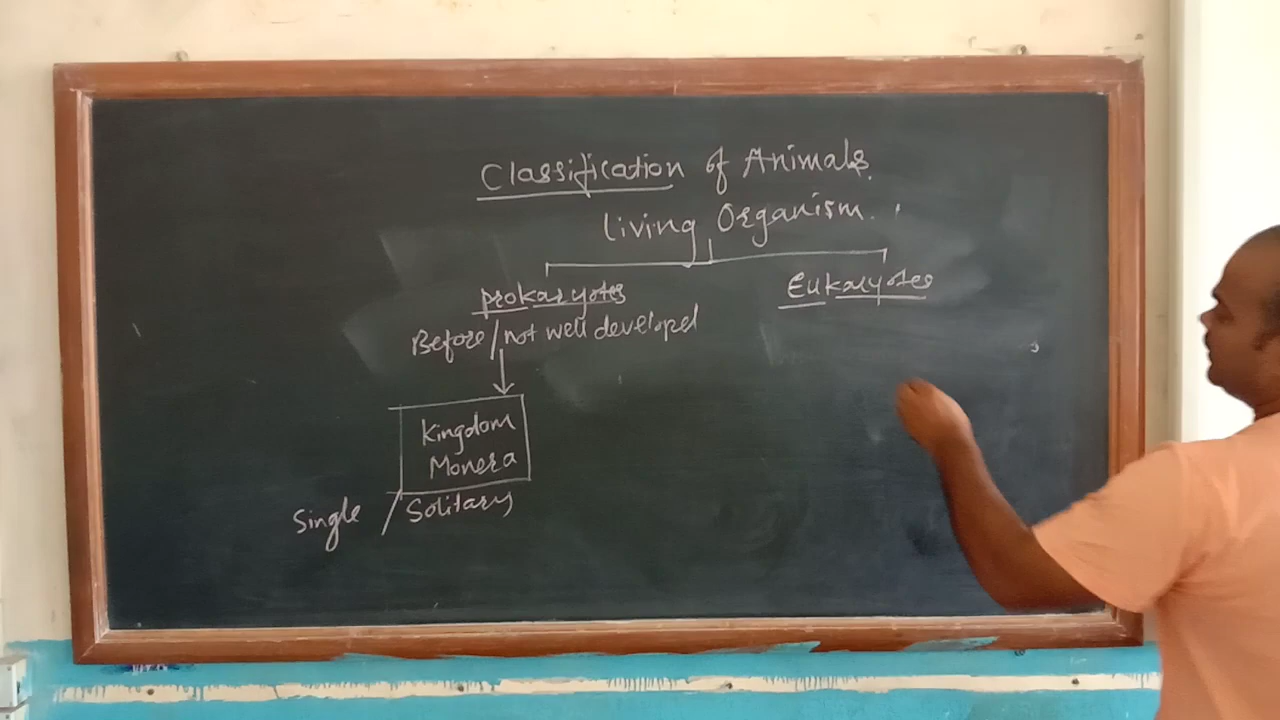 Classification of Animals.
Living Organism.
prokaryotes
Eukaryotes
Before/not well developed
Kingdom
Monera
Single / Solitary